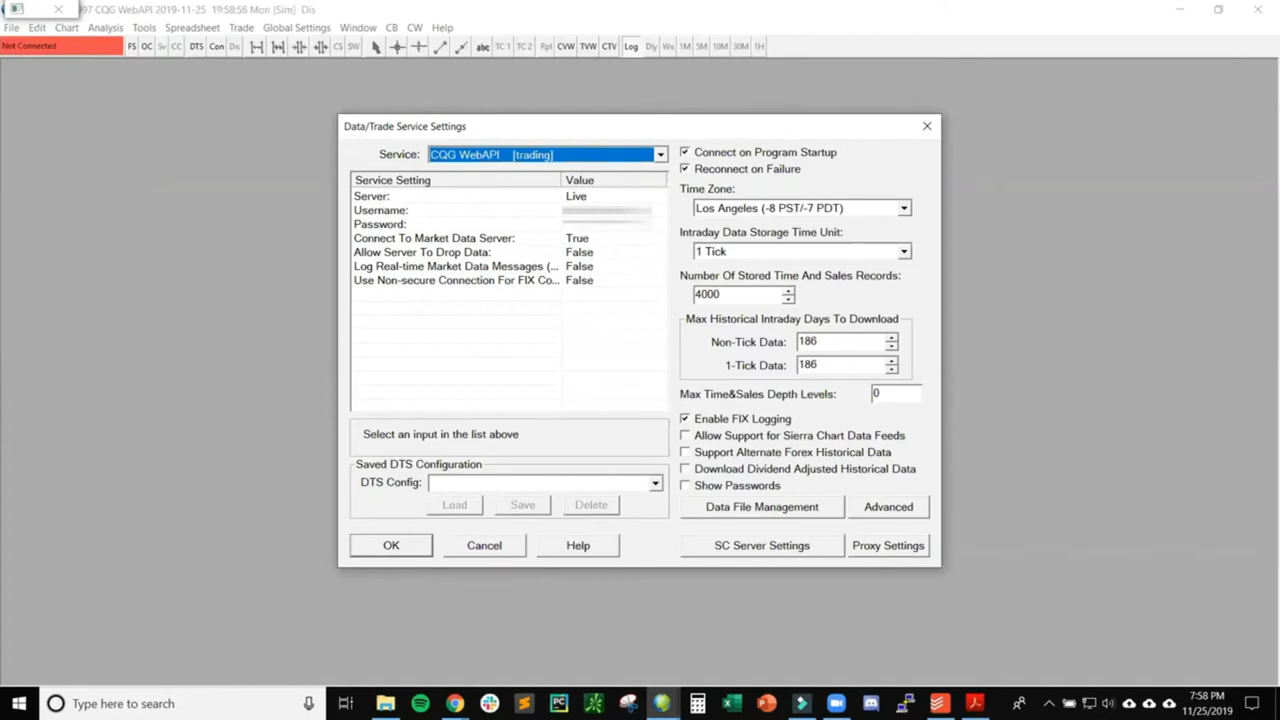 97 CQG WebAPI 2019-11-25 19:58:56 Mon [Sim] Dis
File Edit Chart Analysis Tools Spreadsheet Trade Global Settings Window CB CW Help
Not Connected FS OC Sv CC DTS Con Dis CS SW abc TC 1 TC 2 Rpl CVW TVW CTV Log Dly We 1M 5M 10M 30M 1H
Data/Trade Service Settings
Service: CQG WebAPI [trading]
Service Setting Value
Server: Live
Username:
Password:
Connect To Market Data Server: True
Allow Server To Drop Data: False
Log Real-time Market Data Messages (... False
Use Non-secure Connection For FIX Co... False
Select an input in the list above
Saved DTS Configuration
DTS Config:
Load Save Delete
OK Cancel Help
Connect on Program Startup
Reconnect on Failure
Time Zone:
Los Angeles (-8 PST/-7 PDT)
Intraday Data Storage Time Unit:
1 Tick
Number Of Stored Time And Sales Records:
4000
Max Historical Intraday Days To Download
Non-Tick Data: 186
1-Tick Data: 186
Max Time&Sales Depth Levels: 0
Enable FIX Logging
Allow Support for Sierra Chart Data Feeds
Support Alternate Forex Historical Data
Download Dividend Adjusted Historical Data
Show Passwords
Data File Management Advanced
SC Server Settings Proxy Settings
Type here to search
PC
7:58 PM
11/25/2019